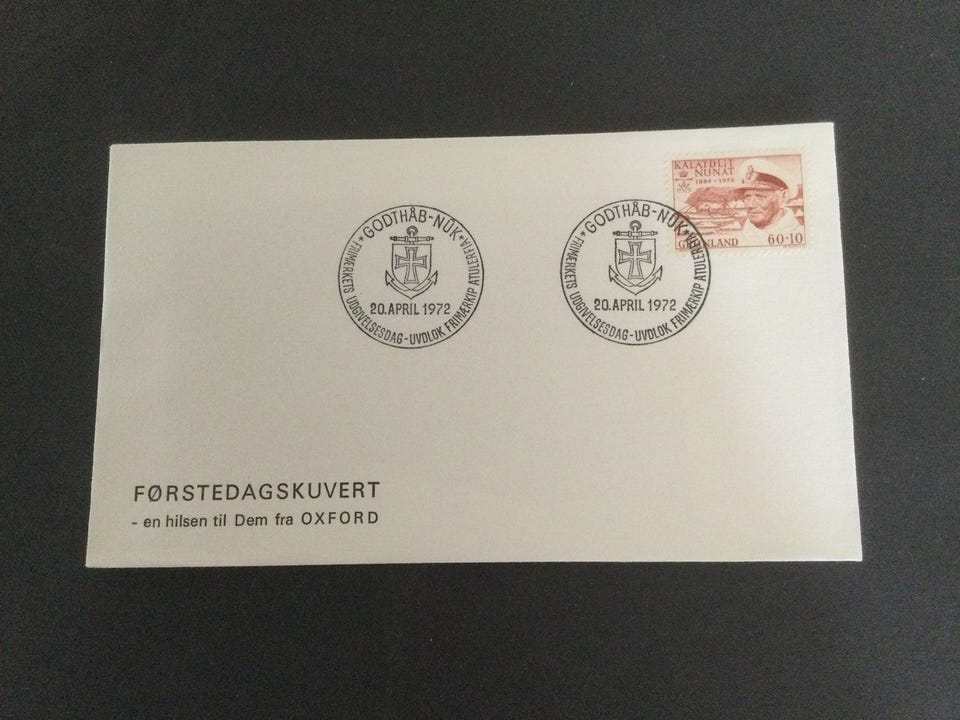 KALATDLIT
NUNAT
1899 - 1972
GRØNLAND 60+10
GODTHÅB-NÛK
20. APRIL 1972
FRIMÆRKETS UDGIVELSESDAG - UVDLOK FRIMÆRKIP ATULERFIA
GODTHÅB-NÛK
20. APRIL 1972
FRIMÆRKETS UDGIVELSESDAG - UVDLOK FRIMÆRKIP ATULERFIA
FØRSTEDAGSKUVERT
- en hilsen til Dem fra OXFORD